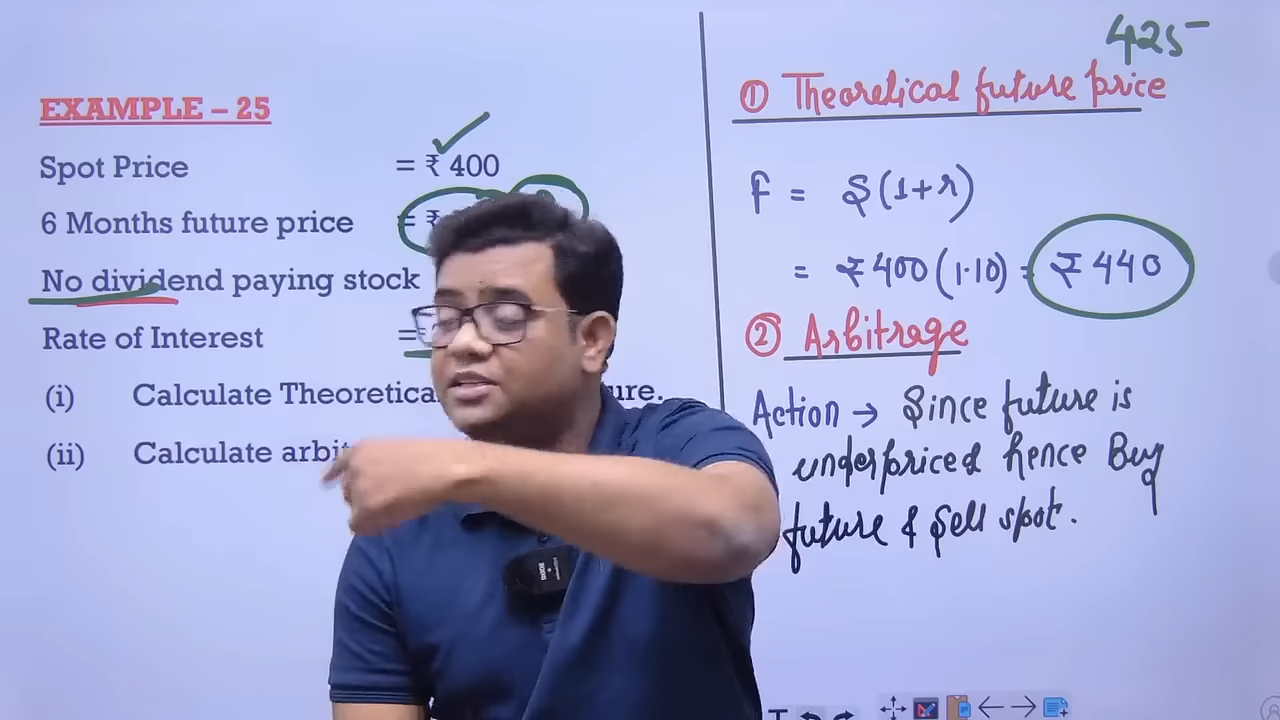 EXAMPLE – 25
Spot Price = ₹ 400
6 Months future price = ₹
No dividend paying stock
Rate of Interest =
(i) Calculate ure.
(ii) Calculate
425
① Theoretical future price
F = S(1+r)
= ₹400(1.10) = ₹440
② Arbitrage
Action → Since future is
underpriced hence Buy
future & Sell spot.